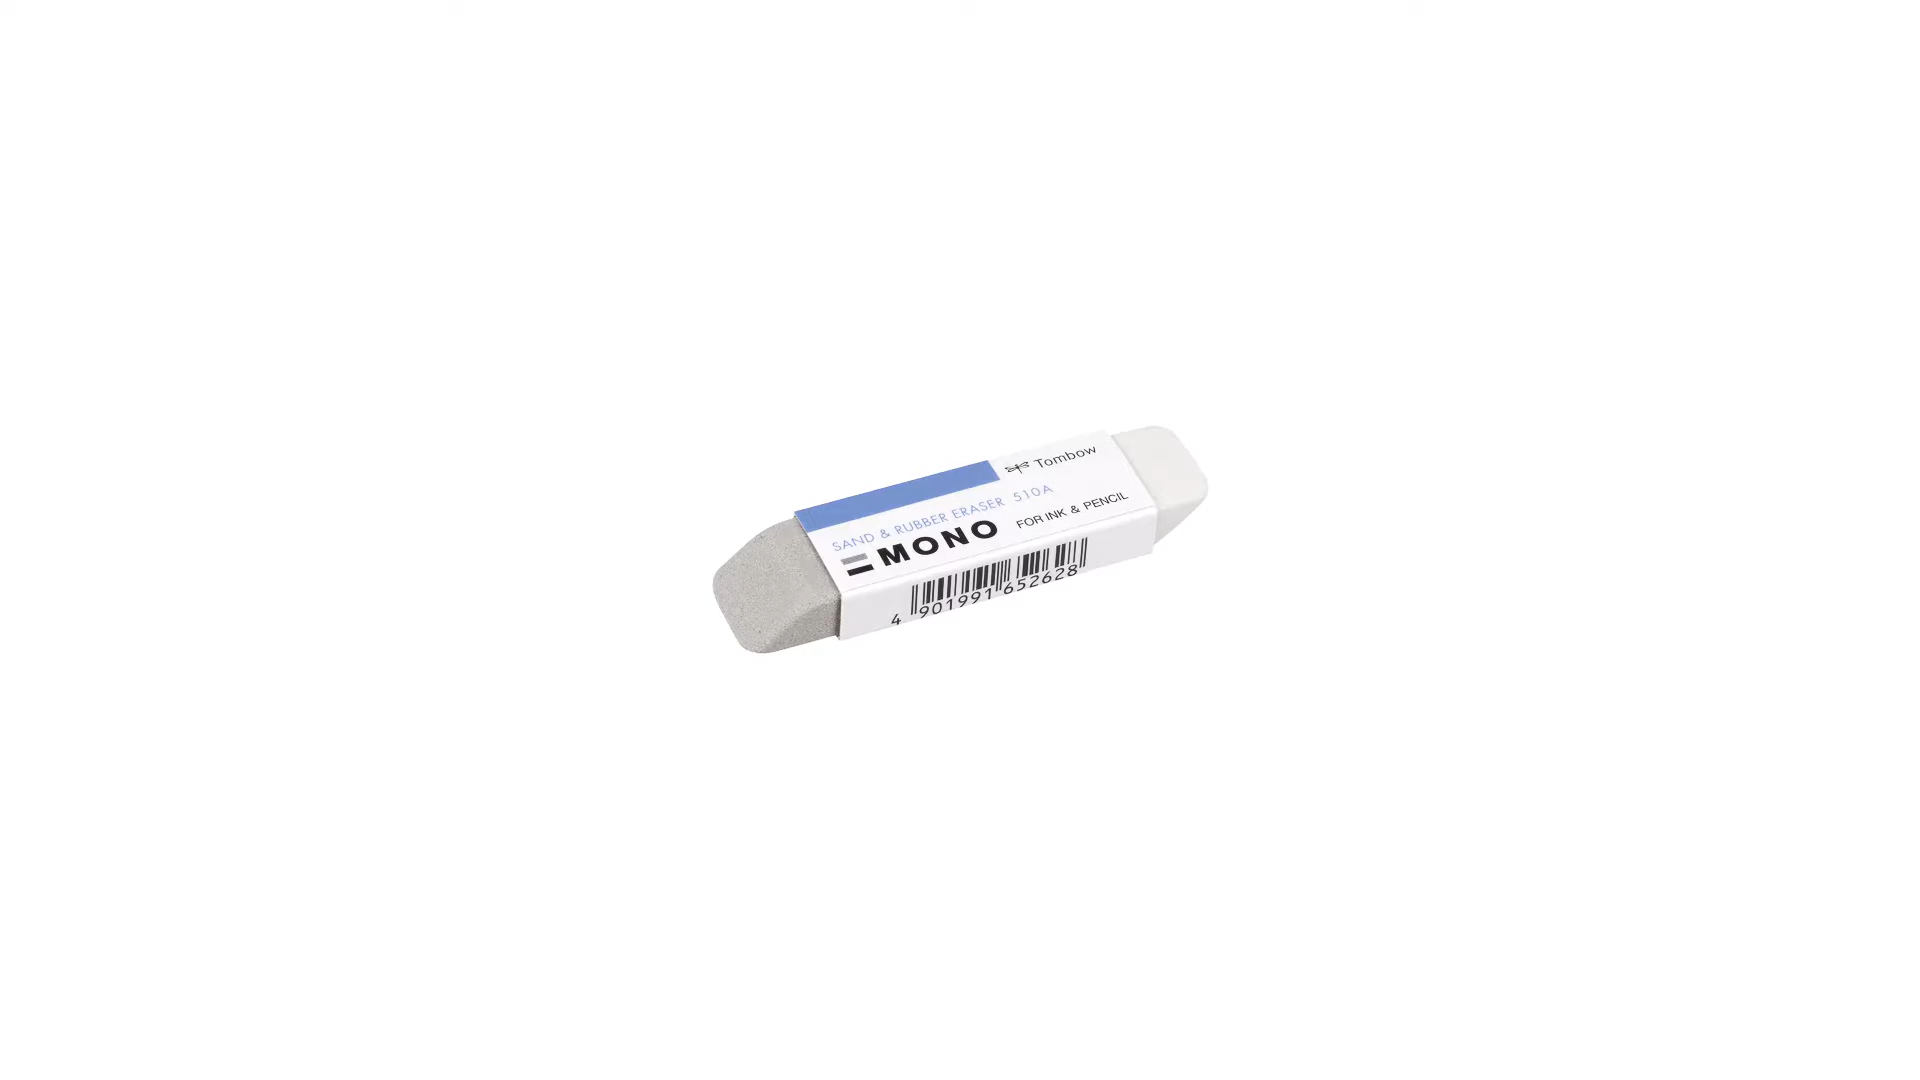 Tombow
SAND & RUBBER ERASER 510A
MONO FOR INK & PENCIL
4 901991 652628